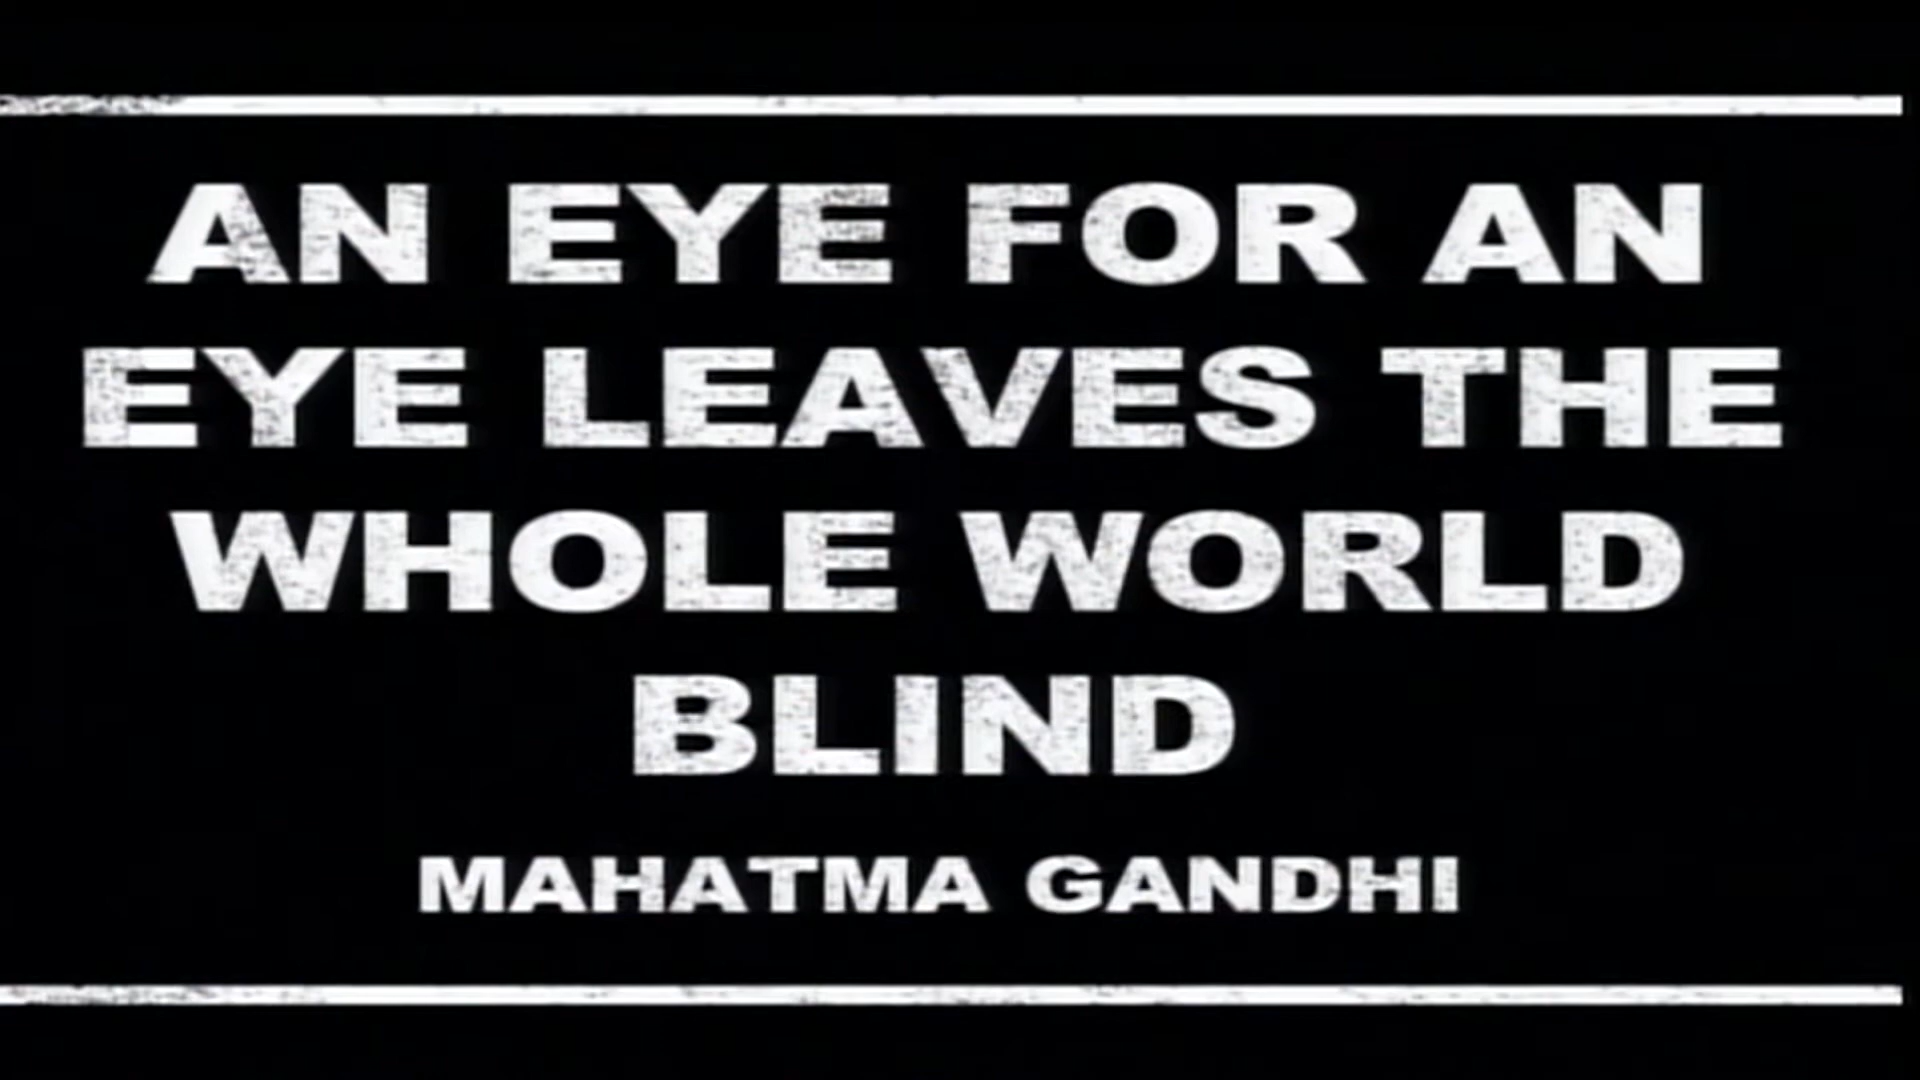 AN EYE FOR AN
EYE LEAVES THE
WHOLE WORLD
BLIND
MAHATMA GANDHI